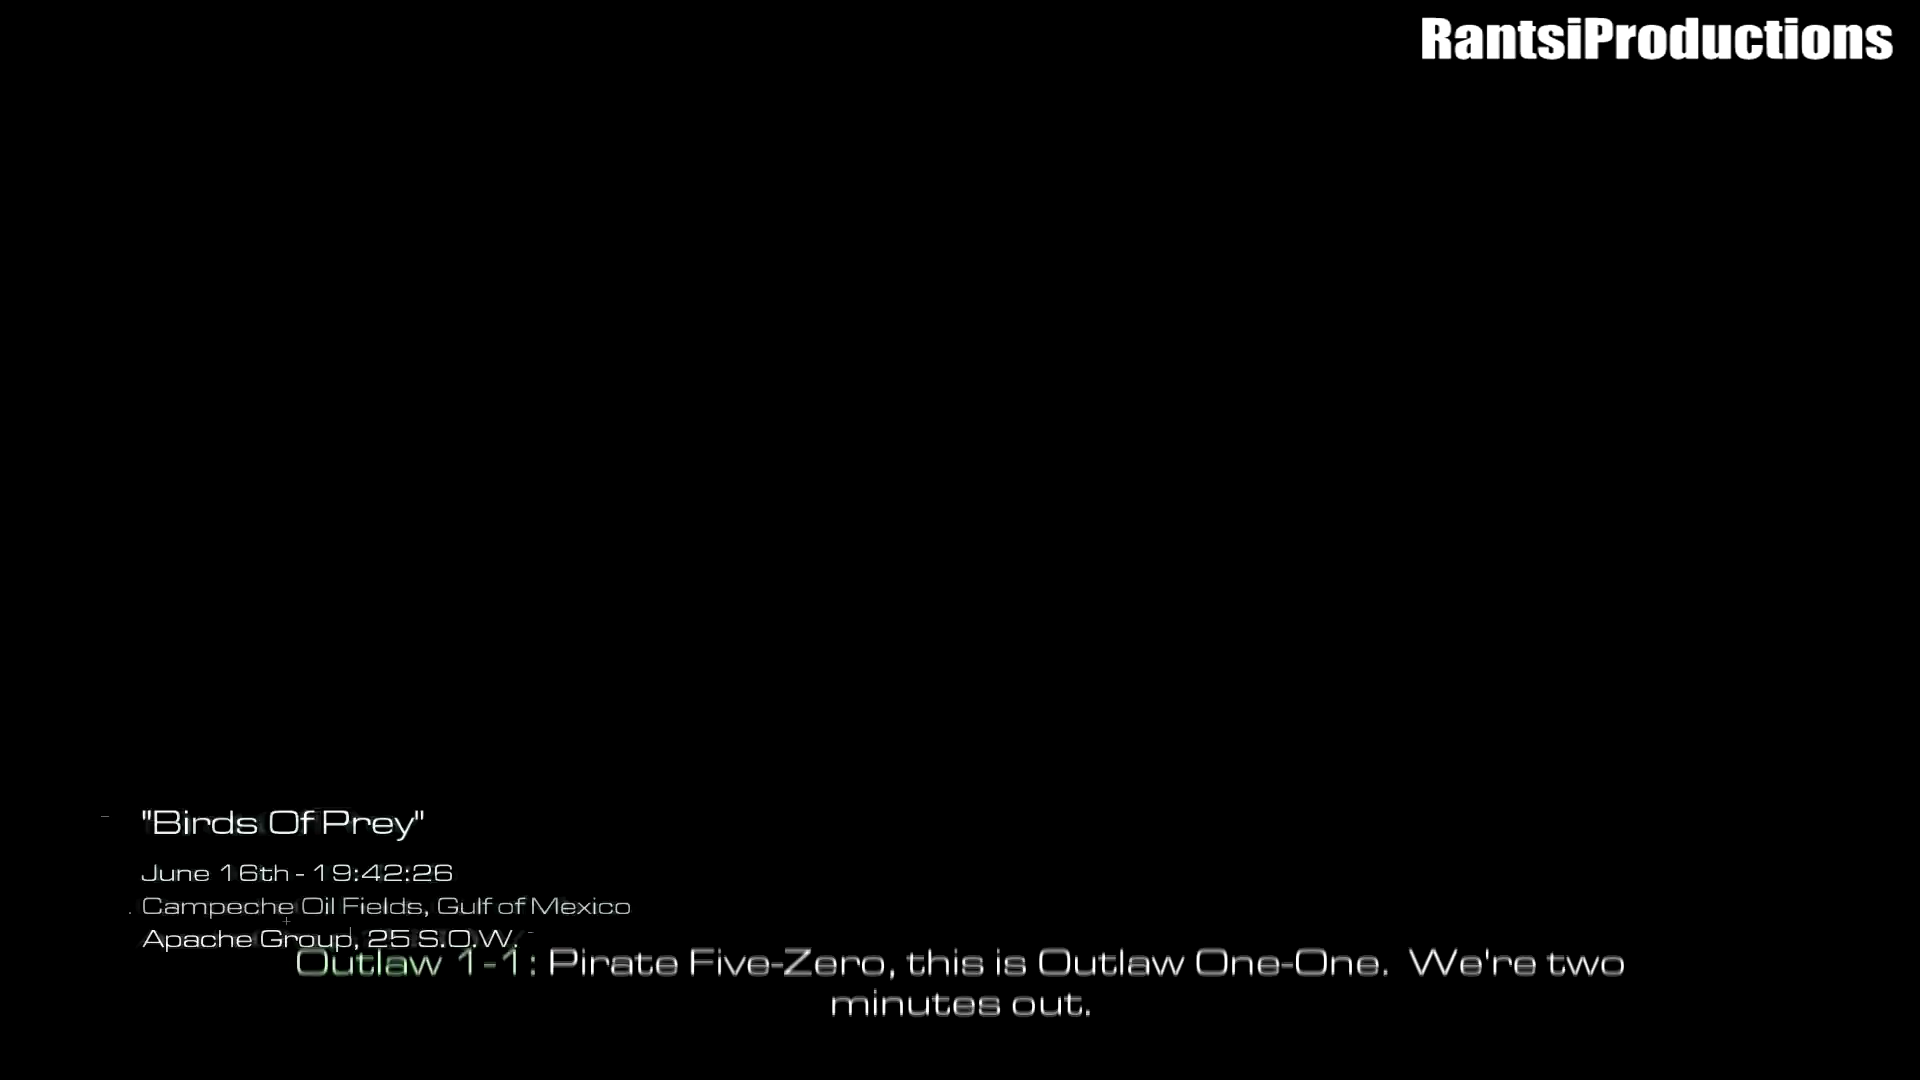 RantsiProductions
"Birds Of Prey"
June 16th - 19:42:26
Campeche Oil Fields, Gulf of Mexico
Apache Group, 25 S.O.W.
Outlaw 1-1: Pirate Five-Zero, this is Outlaw One-One. We're two
minutes out.